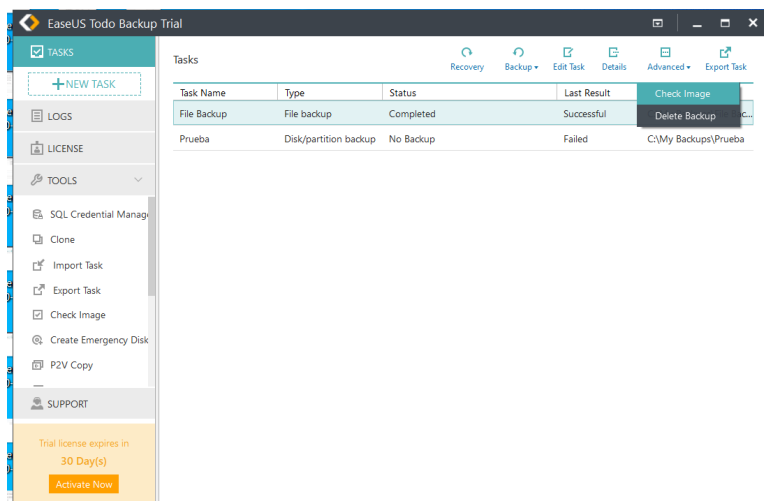 EaseUS Todo Backup Trial
TASKS
NEW TASK
LOGS
LICENSE
TOOLS
SQL Credential Manag
Clone
Import Task
Export Task
Check Image
Create Emergency Disk
P2V Copy
SUPPORT
Trial license expires in
30 Day(s)
Activate Now
Tasks
Recovery Backup Edit Task Details Advanced Export Task
Task Name Type Status Last Result
File Backup File backup Completed Successful
Prueba Disk/partition backup No Backup Failed C:\My Backups\Prueba
Check Image
Delete Backup